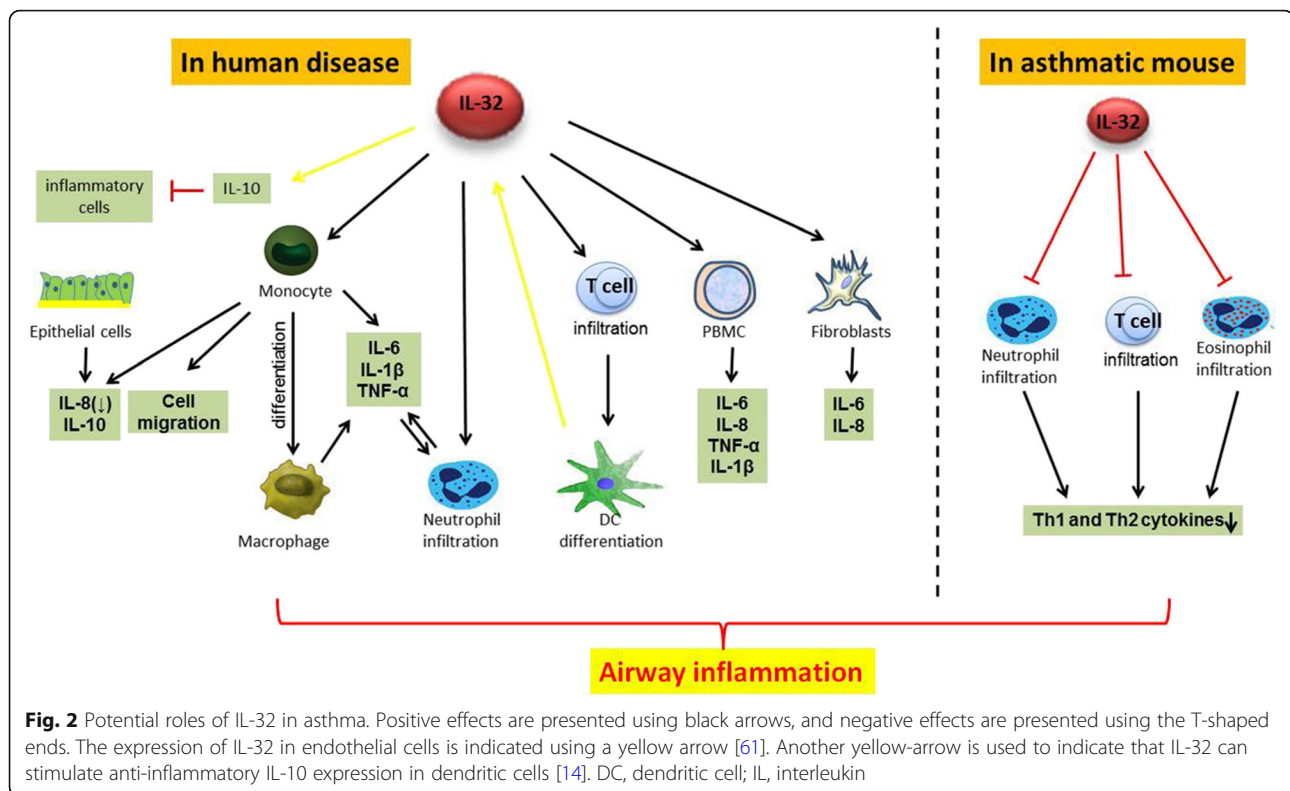 In human disease
IL-32
inflammatory
cells
IL-10
Monocyte
Epithelial cells
IL-8(↓)
IL-10
Cell
migration
differentiation
IL-6
IL-1β
TNF-α
Macrophage
Neutrophil
infiltration
T cell
infiltration
DC
differentiation
PBMC
IL-6
IL-8
TNF-α
IL-1β
Fibroblasts
IL-6
IL-8
In asthmatic mouse
IL-32
Neutrophil
infiltration
T cell
infiltration
Eosinophil
infiltration
Th1 and Th2 cytokines↓
Airway inflammation
Fig. 2 Potential roles of IL-32 in asthma. Positive effects are presented using black arrows, and negative effects are presented using the T-shaped
ends. The expression of IL-32 in endothelial cells is indicated using a yellow arrow [61]. Another yellow-arrow is used to indicate that IL-32 can
stimulate anti-inflammatory IL-10 expression in dendritic cells [14]. DC, dendritic cell; IL, interleukin